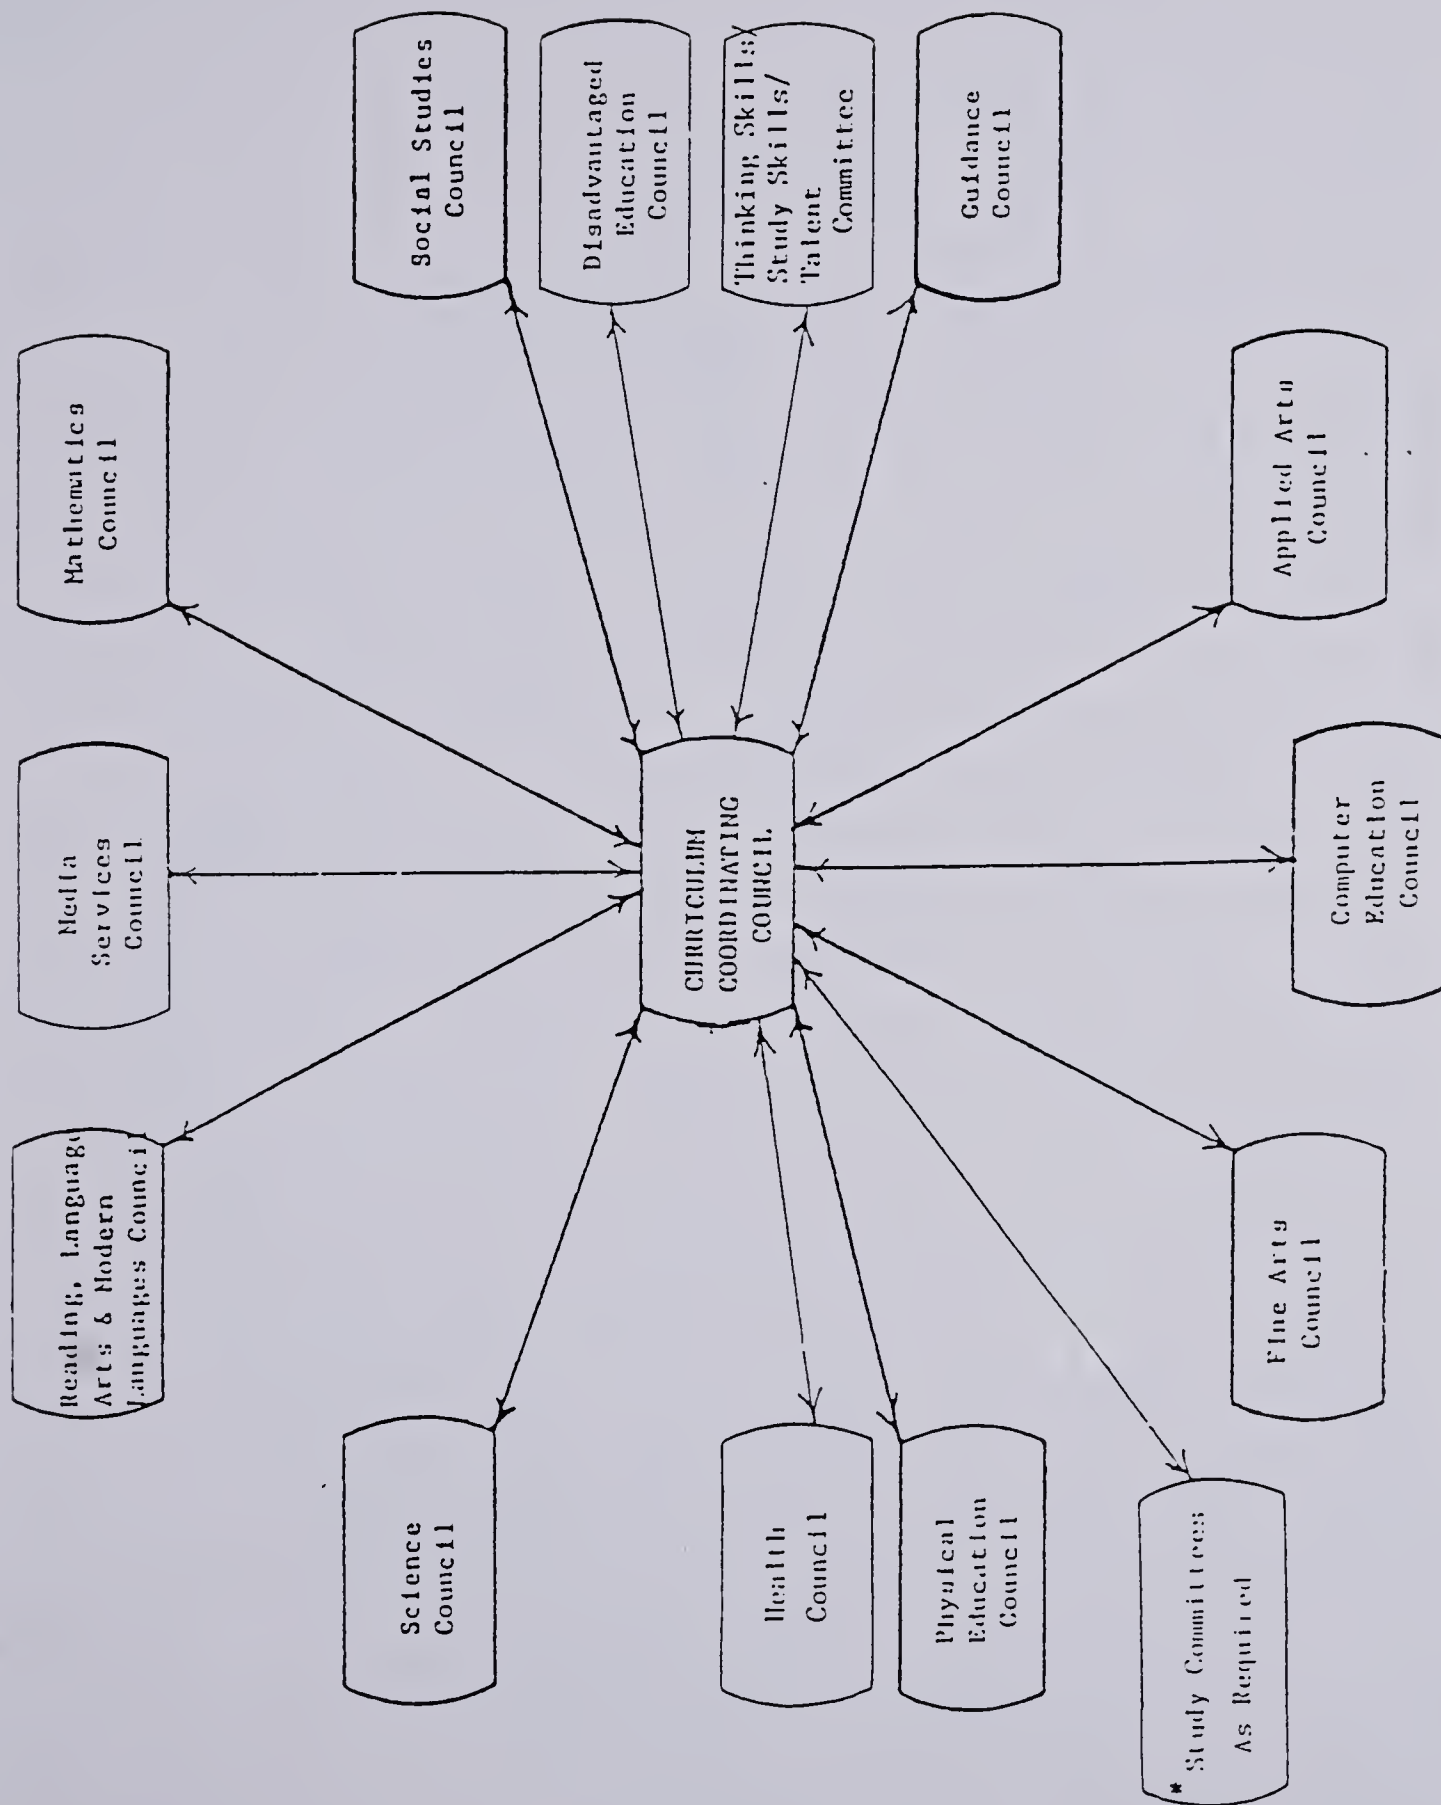 Reading, Language
Arts & Modern
Languages Council
Media
Services
Council
Mathematics
Council
Science
Council
Social Studies
Council
Disadvantaged
Education
Council
CURRICULUM
COORDINATING
COUNCIL
Thinking Skills/
Study Skills/
Talent
Committee
Health
Council
Guidance
Council
Physical
Education
Council
* Study Committees
As Required
Fine Arts
Council
Computer
Education
Council
Applied Arts
Council